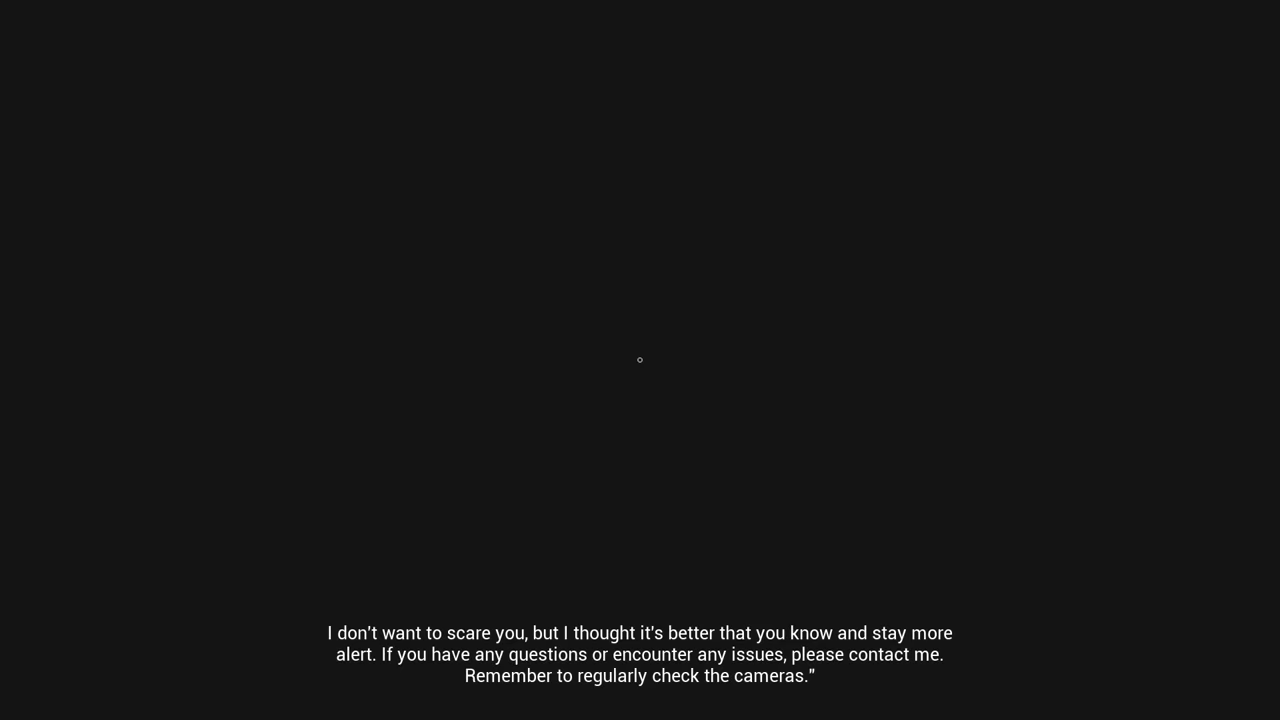 I don't want to scare you, but I thought it's better that you know and stay more
alert. If you have any questions or encounter any issues, please contact me.
Remember to regularly check the cameras."